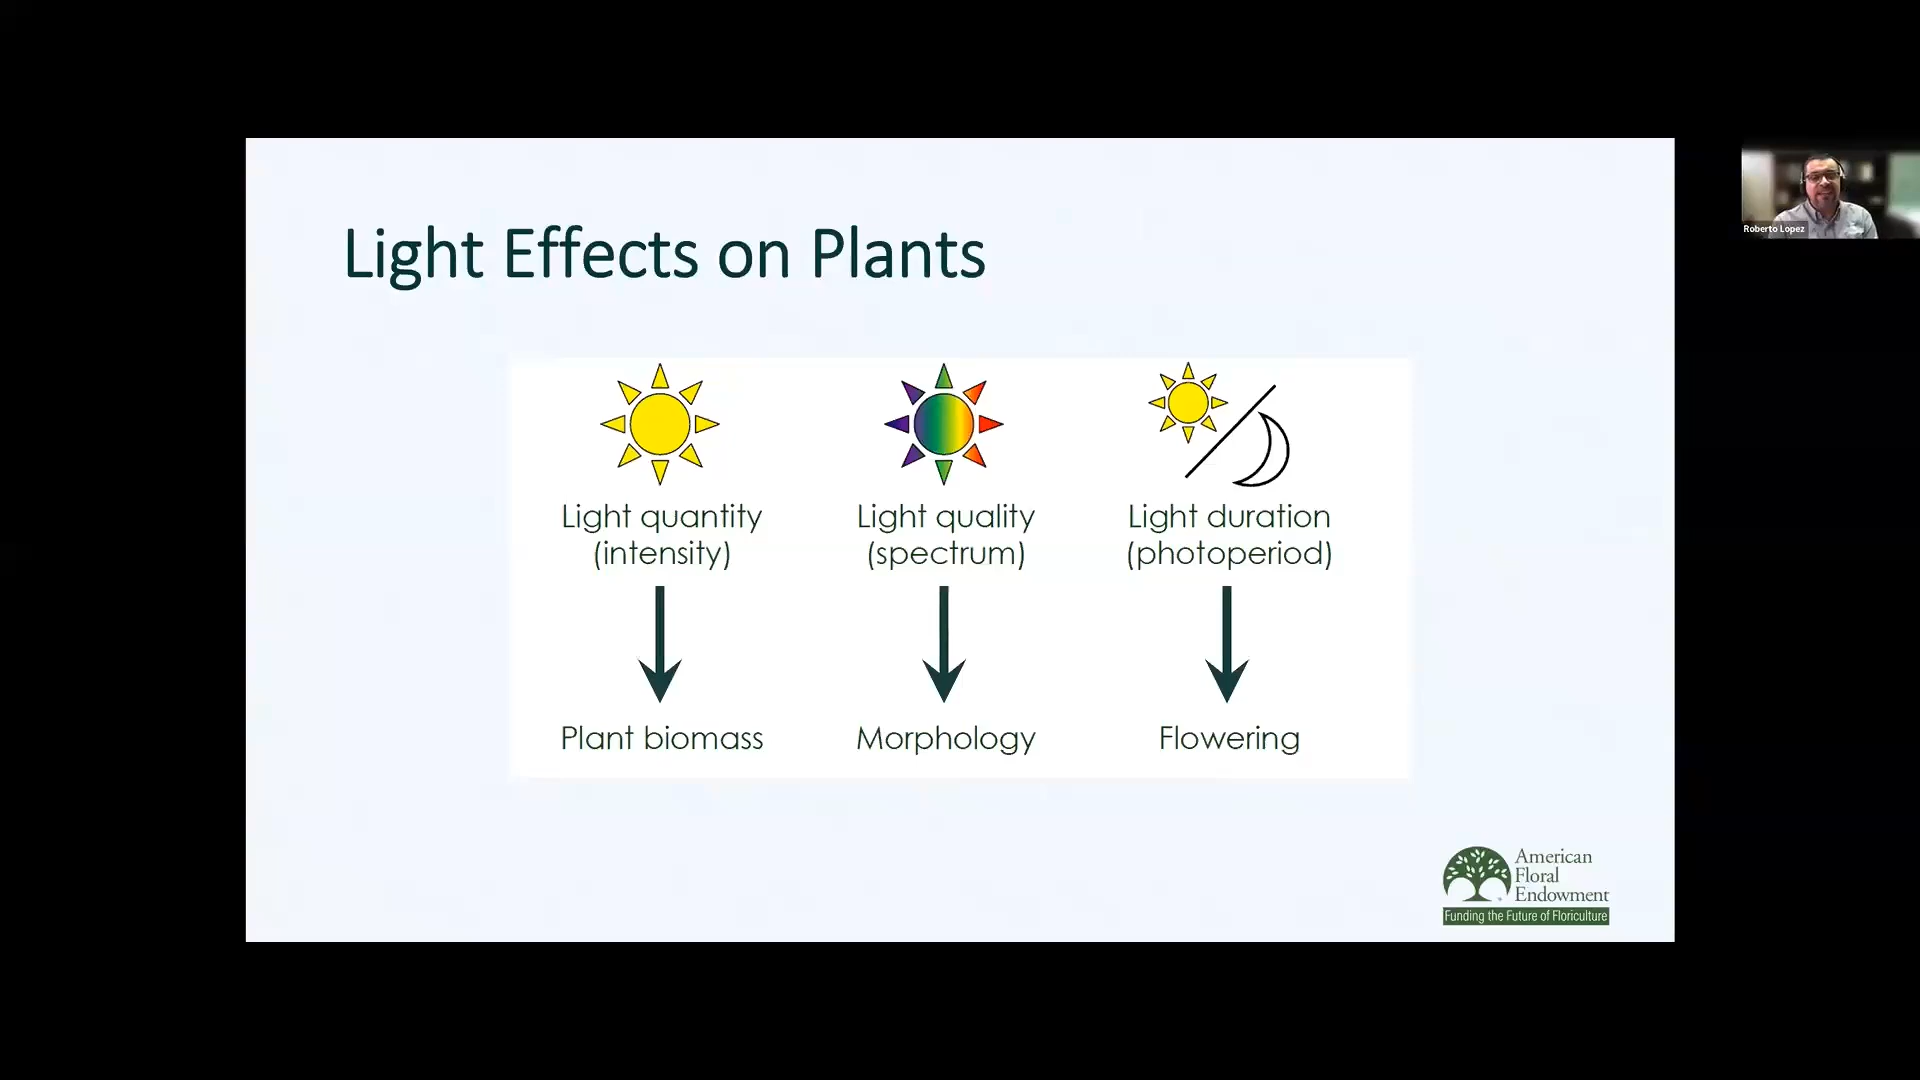 Light Effects on Plants
Light quantity
(intensity)
Light quality
(spectrum)
Light duration
(photoperiod)
Plant biomass
Morphology
Flowering
American
Floral
Endowment
Funding the Future of Floriculture
Roberto Lopez